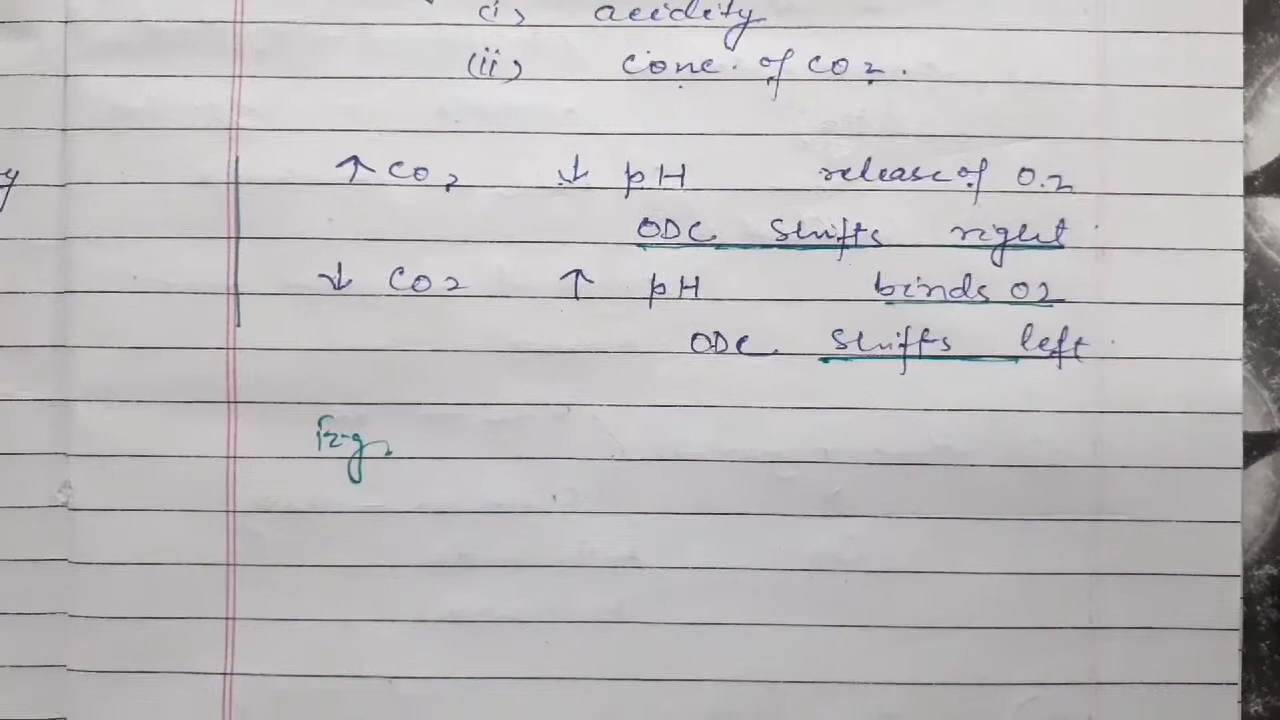 (i) acidity
(ii) conc. of CO2.
y
↑ CO2 ↓ pH release of O2
ODC shifts right
↓ CO2 ↑ pH binds O2
ODC shifts left
E.g,